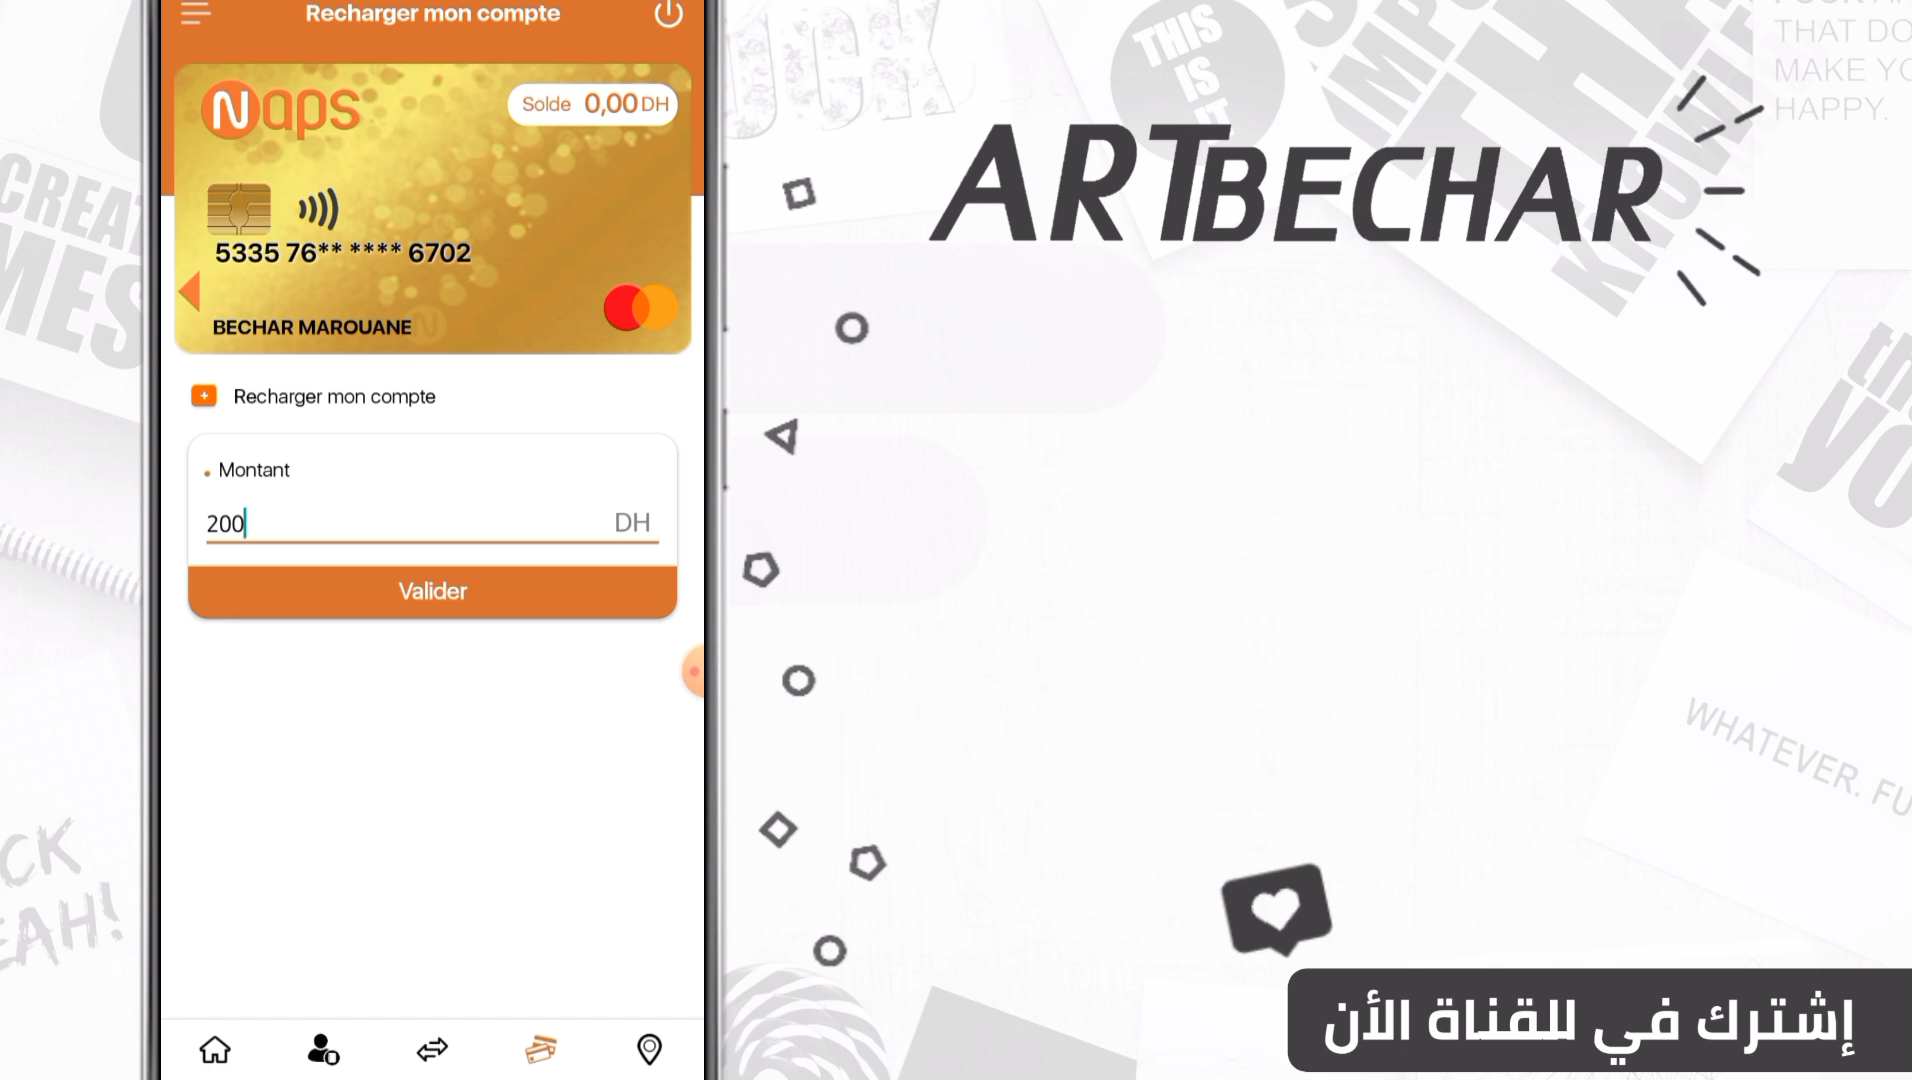 Recharger mon compte
Naps
Solde 0,00 DH
5335 76** **** 6702
BECHAR MAROUANE
Recharger mon compte
Montant
200
DH
Valider
ARTBECHAR
THIS
IS
IT
THAT DO
MAKE YO
HAPPY.
WHATEVER. FU
إشترك في للقناة الأن